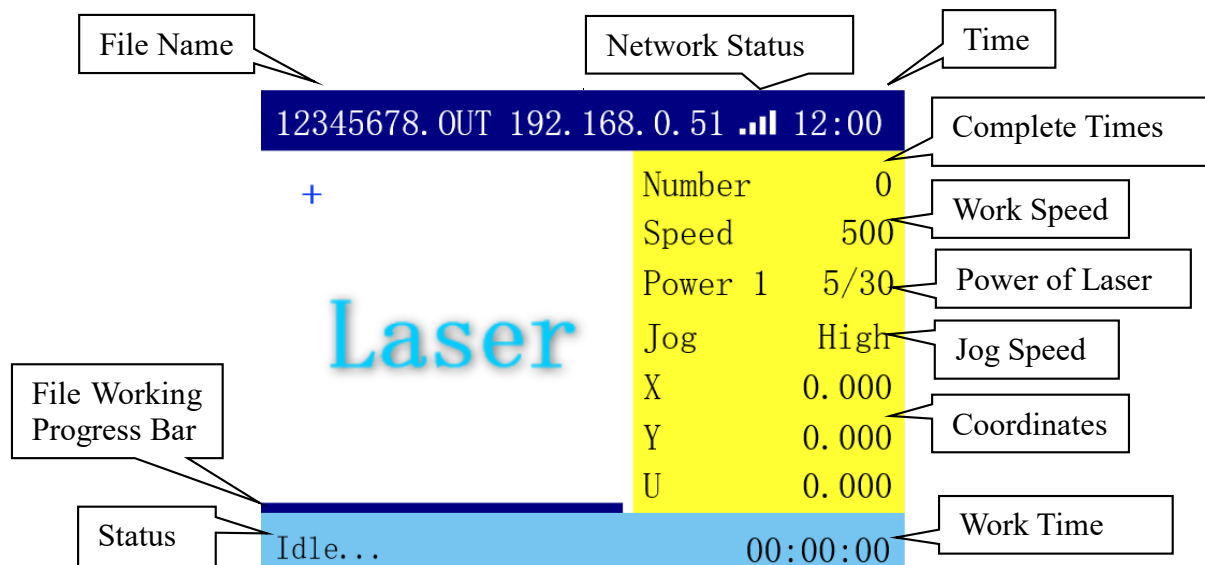 File Name
Network Status
Time
12345678.OUT 192.168.0.51 12:00
Complete Times
Number 0
Work Speed
Speed 500
Power of Laser
Power 1 5/30
Laser
Jog High
Jog Speed
X 0.000
File Working
Progress Bar
Coordinates
Y 0.000
U 0.000
Status
Work Time
Idle... 00:00:00